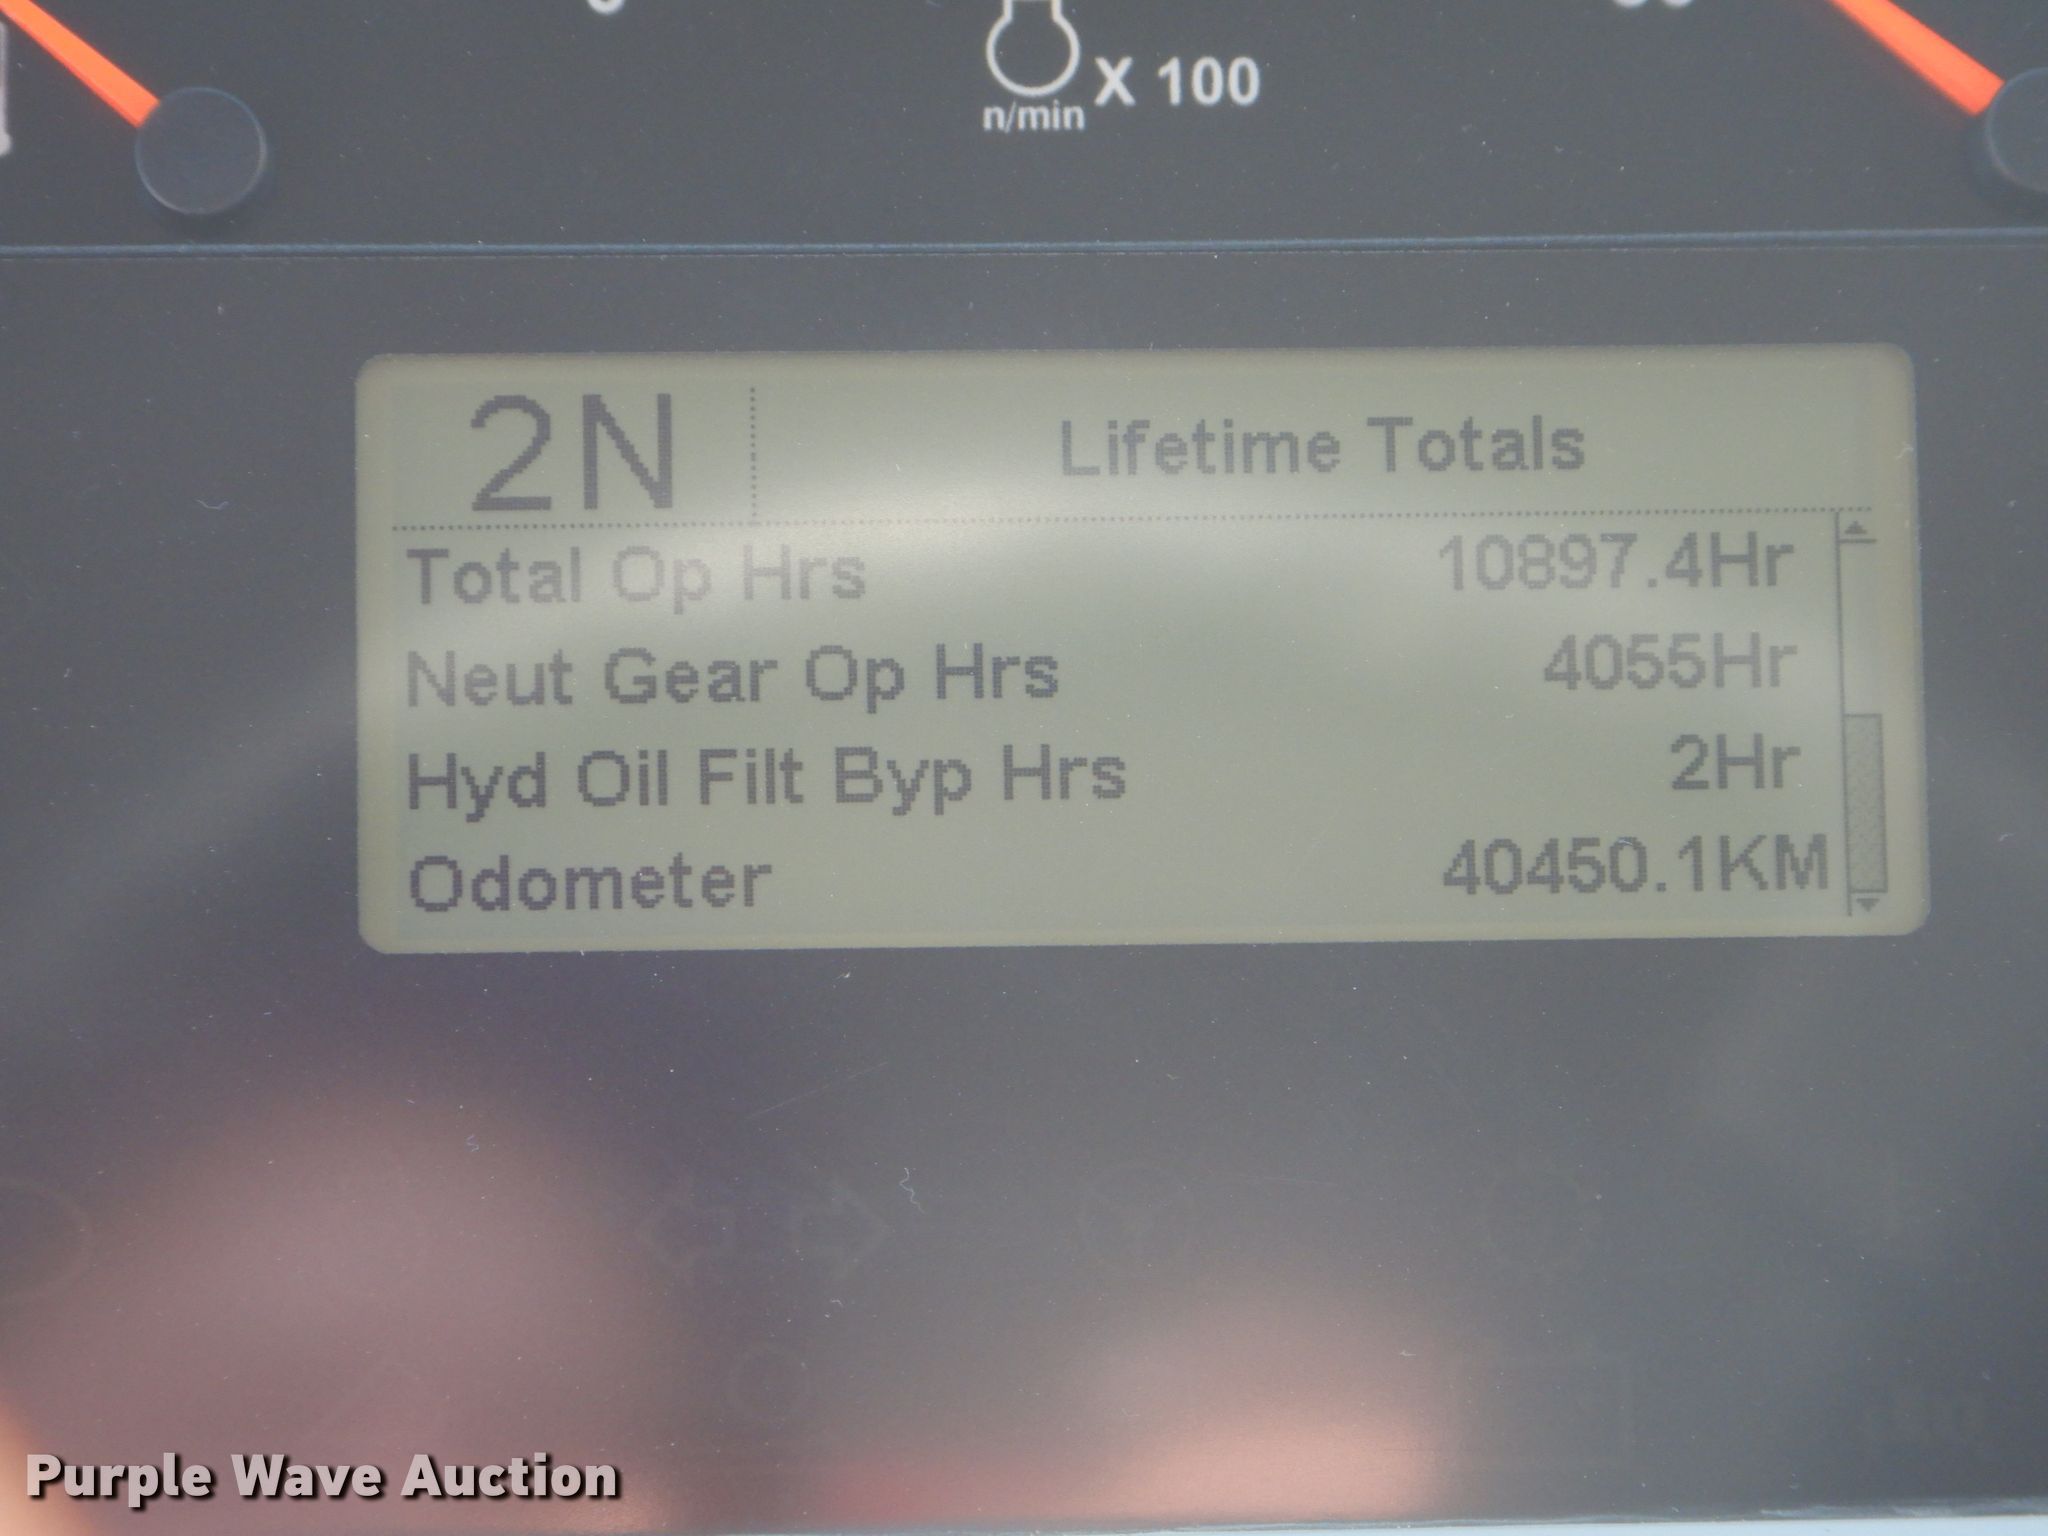 n/min X 100
2N
Lifetime Totals
Total Op Hrs 10897.4Hr
Neut Gear Op Hrs 4055Hr
Hyd Oil Filt Byp Hrs 2Hr
Odometer 40450.1KM
Purple Wave Auction